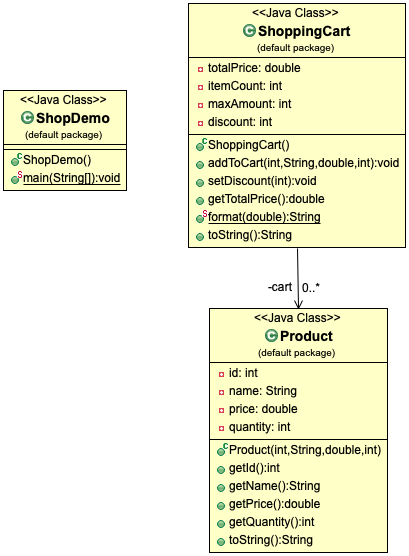 <<Java Class>>
ShopDemo
(default package)
ShopDemo()
main(String[]):void
<<Java Class>>
ShoppingCart
(default package)
totalPrice: double
itemCount: int
maxAmount: int
discount: int
ShoppingCart()
addToCart(int,String,double,int):void
setDiscount(int):void
getTotalPrice():double
format(double):String
toString():String
-cart 0..*
<<Java Class>>
Product
(default package)
id: int
name: String
price: double
quantity: int
Product(int,String,double,int)
getId():int
getName():String
getPrice():double
getQuantity():int
toString():String